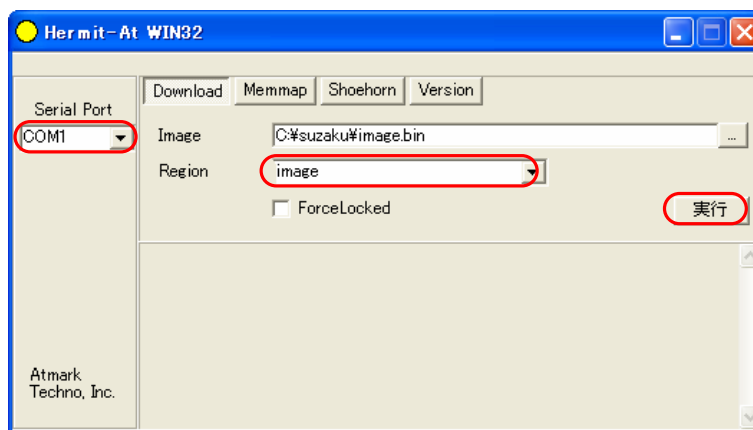 Hermit-At WIN32
Download Memmap Shoehorn Version
Serial Port
COM1
Image C:¥suzaku¥image.bin ...
Region image
ForceLocked 実行
Atmark
Techno, Inc.